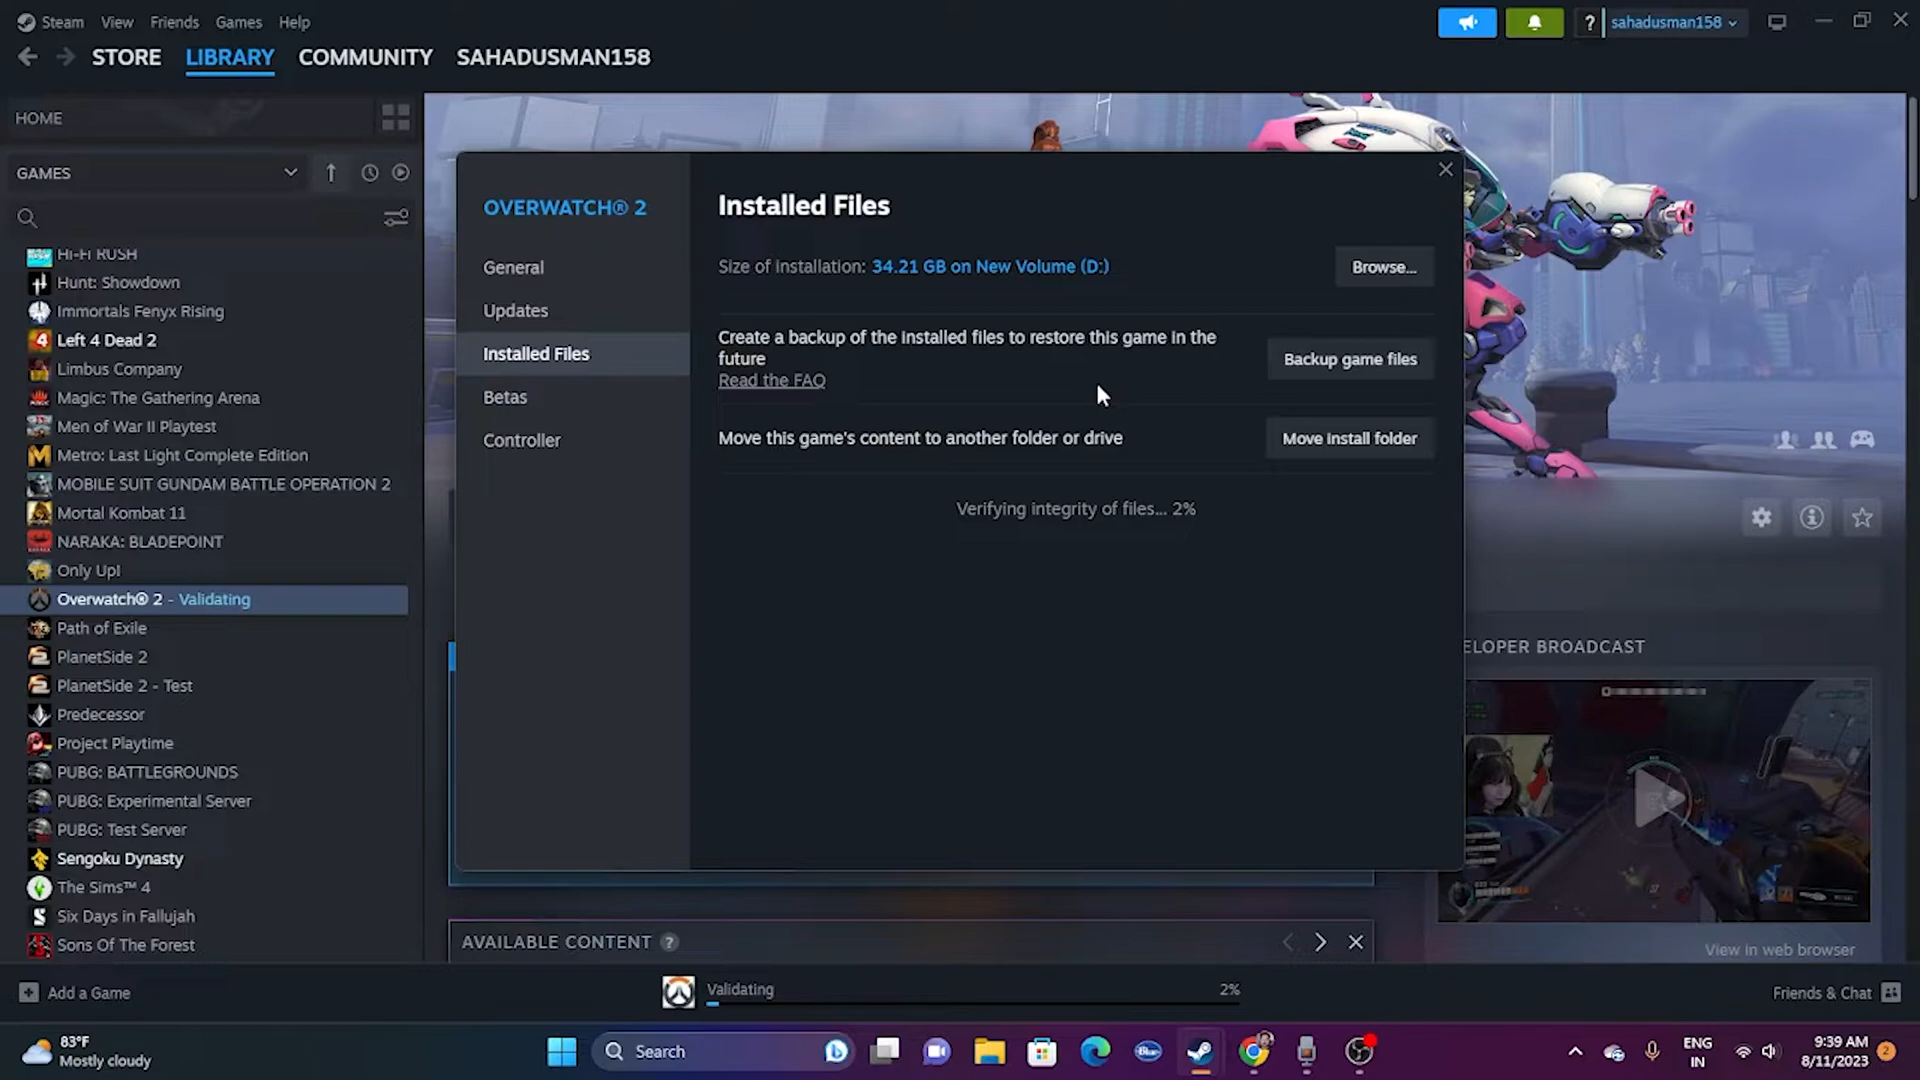 Steam View Friends Games Help
? sahadusman158
STORE LIBRARY COMMUNITY SAHADUSMAN158
HOME
GAMES
Hi-Fi RUSH
Hunt: Showdown
Immortals Fenyx Rising
Left 4 Dead 2
Limbus Company
Magic: The Gathering Arena
Men of War II Playtest
Metro: Last Light Complete Edition
MOBILE SUIT GUNDAM BATTLE OPERATION 2
Mortal Kombat 11
NARAKA: BLADEPOINT
Only Up!
Overwatch® 2 - Validating
Path of Exile
PlanetSide 2
PlanetSide 2 - Test
Predecessor
Project Playtime
PUBG: BATTLEGROUNDS
PUBG: Experimental Server
PUBG: Test Server
Sengoku Dynasty
The Sims™ 4
Six Days in Fallujah
Sons Of The Forest
OVERWATCH® 2
General
Updates
Installed Files
Betas
Controller
Installed Files
Size of installation: 34.21 GB on New Volume (D:)
Browse...
Create a backup of the installed files to restore this game in the
future
Read the FAQ
Backup game files
Move this game's content to another folder or drive
Move install folder
Verifying integrity of files... 2%
ELOPER BROADCAST
View in web browser
AVAILABLE CONTENT ?
Add a Game
Validating 2%
Friends & Chat
83°F
Mostly cloudy
Search
ENG
IN
9:39 AM
8/11/2023
2